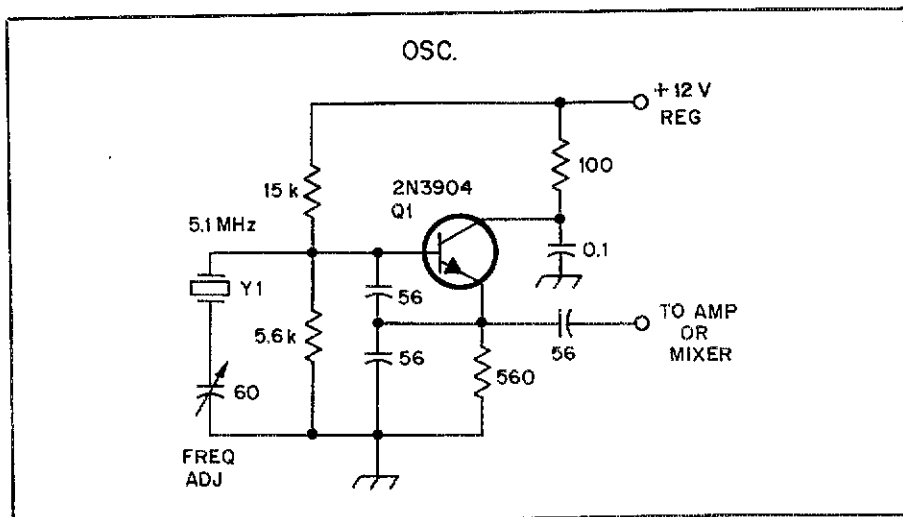 OSC.
+12 V
REG
100
15 k
2N3904
Q1
5.1 MHz
0.1
Y1
56
5.6 k
56
56
TO AMP
OR
MIXER
560
60
FREQ
ADJ